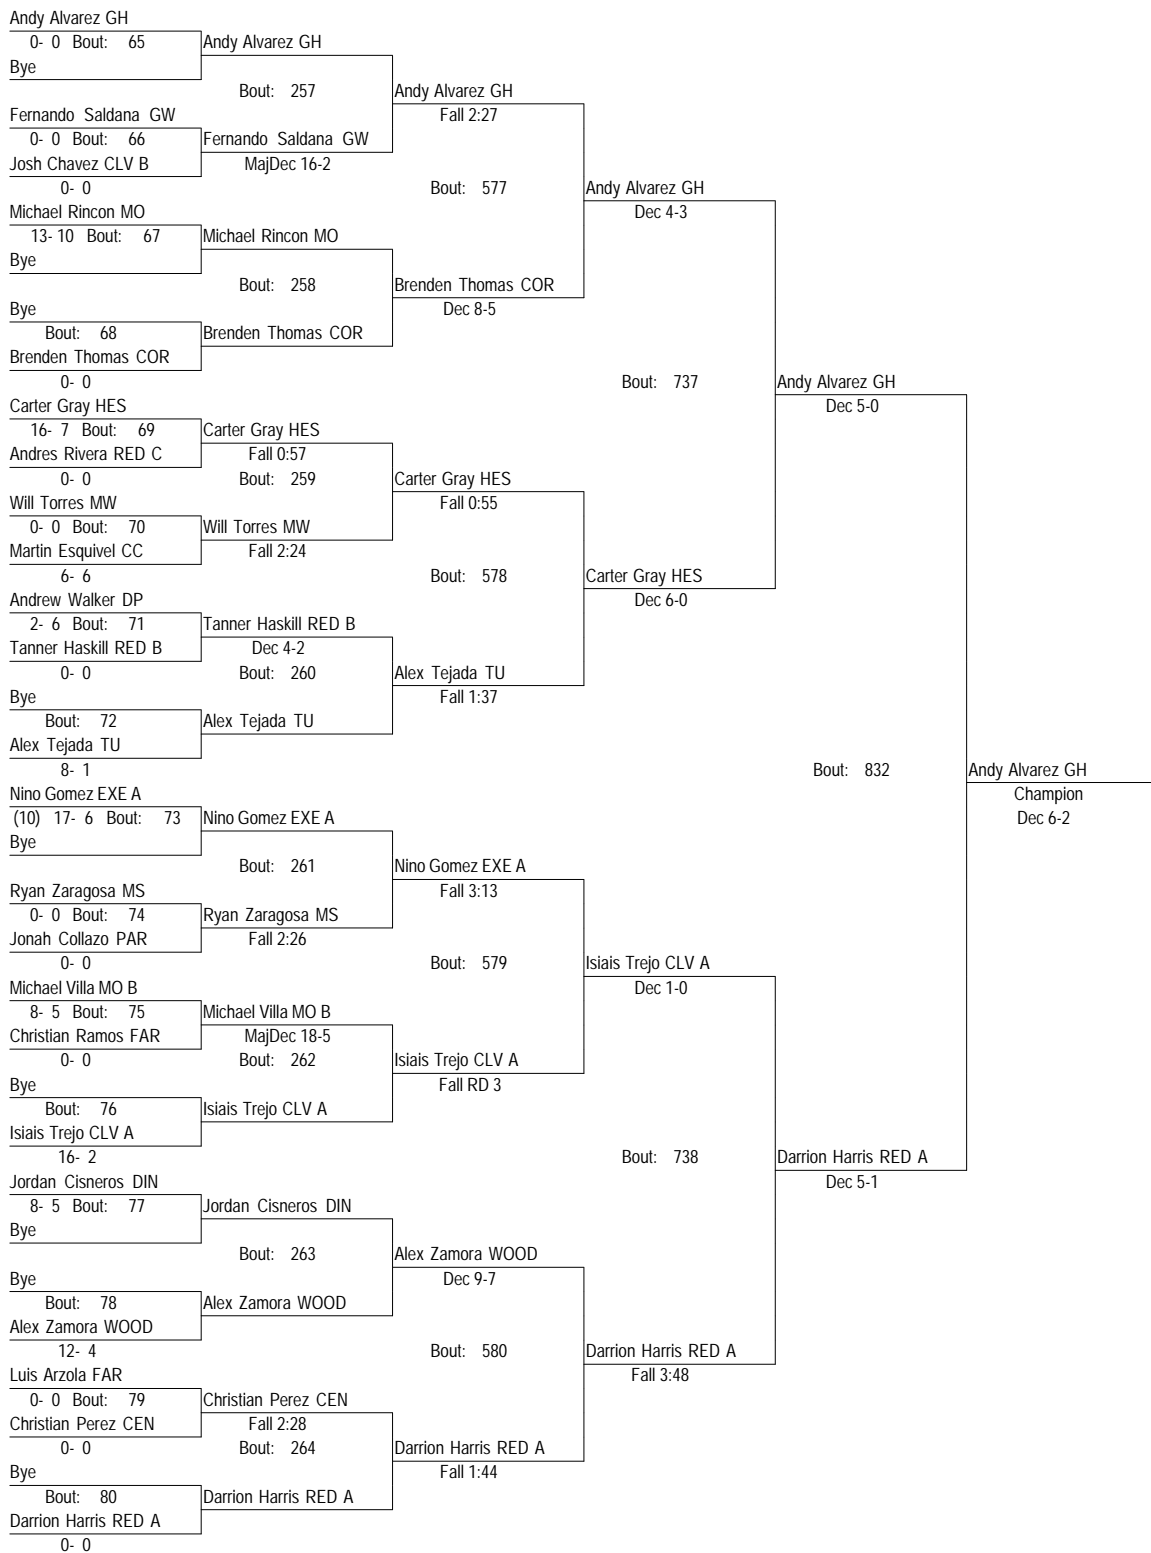 Andy Alvarez GH
0- 0 Bout: 65
Andy Alvarez GH
Bye
Bout: 257
Andy Alvarez GH
Fernando Saldana GW
Fall 2:27
0- 0 Bout: 66
Fernando Saldana GW
Josh Chavez CLV B
MajDec 16-2
0- 0
Bout: 577
Andy Alvarez GH
Michael Rincon MO
Dec 4-3
13- 10 Bout: 67
Michael Rincon MO
Bye
Bout: 258
Brenden Thomas COR
Bye
Dec 8-5
Bout: 68
Brenden Thomas COR
Brenden Thomas COR
0- 0
Bout: 737
Andy Alvarez GH
Carter Gray HES
Dec 5-0
16- 7 Bout: 69
Carter Gray HES
Andres Rivera RED C
Fall 0:57
0- 0
Bout: 259
Carter Gray HES
Will Torres MW
Fall 0:55
0- 0 Bout: 70
Will Torres MW
Martin Esquivel CC
Fall 2:24
6- 6
Bout: 578
Carter Gray HES
Andrew Walker DP
Dec 6-0
2- 6 Bout: 71
Tanner Haskill RED B
Tanner Haskill RED B
Dec 4-2
0- 0
Bout: 260
Alex Tejada TU
Bye
Fall 1:37
Bout: 72
Alex Tejada TU
Alex Tejada TU
8- 1
Bout: 832
Andy Alvarez GH
Nino Gomez EXE A
Champion
(10) 17- 6 Bout: 73
Nino Gomez EXE A
Dec 6-2
Bye
Bout: 261
Nino Gomez EXE A
Ryan Zaragosa MS
Fall 3:13
0- 0 Bout: 74
Ryan Zaragosa MS
Jonah Collazo PAR
Fall 2:26
0- 0
Bout: 579
Isiais Trejo CLV A
Michael Villa MO B
Dec 1-0
8- 5 Bout: 75
Michael Villa MO B
Christian Ramos FAR
MajDec 18-5
0- 0
Bout: 262
Isiais Trejo CLV A
Bye
Fall RD 3
Bout: 76
Isiais Trejo CLV A
Isiais Trejo CLV A
16- 2
Bout: 738
Darrion Harris RED A
Jordan Cisneros DIN
Dec 5-1
8- 5 Bout: 77
Jordan Cisneros DIN
Bye
Bout: 263
Alex Zamora WOOD
Bye
Dec 9-7
Bout: 78
Alex Zamora WOOD
Alex Zamora WOOD
12- 4
Bout: 580
Darrion Harris RED A
Luis Arzola FAR
Fall 3:48
0- 0 Bout: 79
Christian Perez CEN
Christian Perez CEN
Fall 2:28
0- 0
Bout: 264
Darrion Harris RED A
Bye
Fall 1:44
Bout: 80
Darrion Harris RED A
Darrion Harris RED A
0- 0